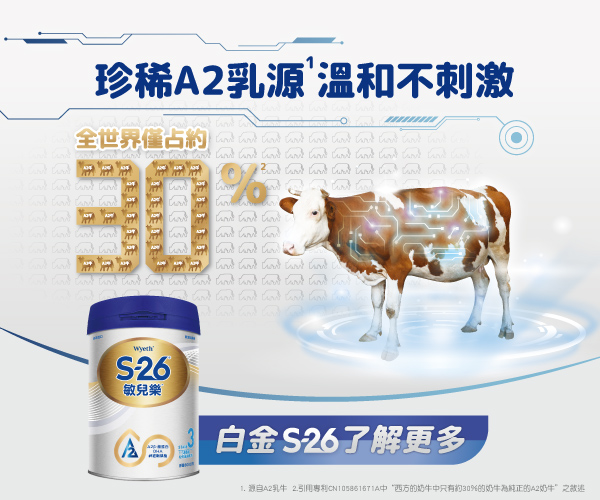 珍稀A2乳源1溫和不刺激
全世界僅占約
30%2
Wyeth®
S-26
敏兒樂
A2
3
白金S-26了解更多
1. 源自A2乳牛 2.引用專利CN105861671A中“西方的奶牛中只有約30%的奶牛為純正的A2奶牛”之敘述